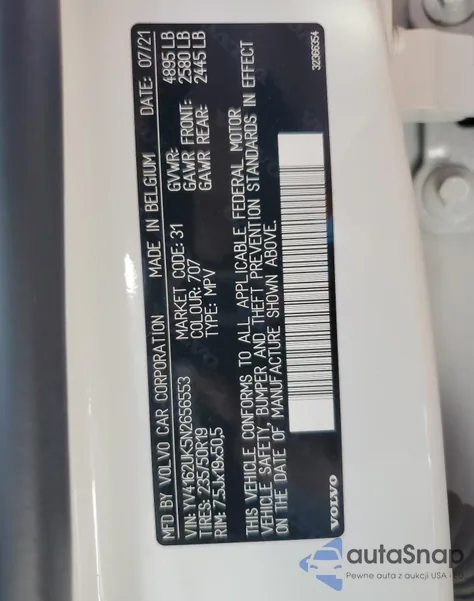 MFD BY VOLVO CAR CORPORATION MADE IN BELGIUM DATE: 07/21
VIN: YV4162UK5N2656553 MARKET CODE: 31 GVWR: 4895 LB
TIRES: 235/50R19 COLOUR: 707 GAWR FRONT: 2580 LB
RIM: 7.5Jx19x50.5 TYPE: MPV GAWR REAR: 2445 LB
THIS VEHICLE CONFORMS TO ALL APPLICABLE FEDERAL MOTOR
VEHICLE SAFETY, BUMPER AND THEFT PREVENTION STANDARDS IN EFFECT
ON THE DATE OF MANUFACTURE SHOWN ABOVE.
VOLVO
32366354
autoSnap
Pewne auta z aukcji USA i EU